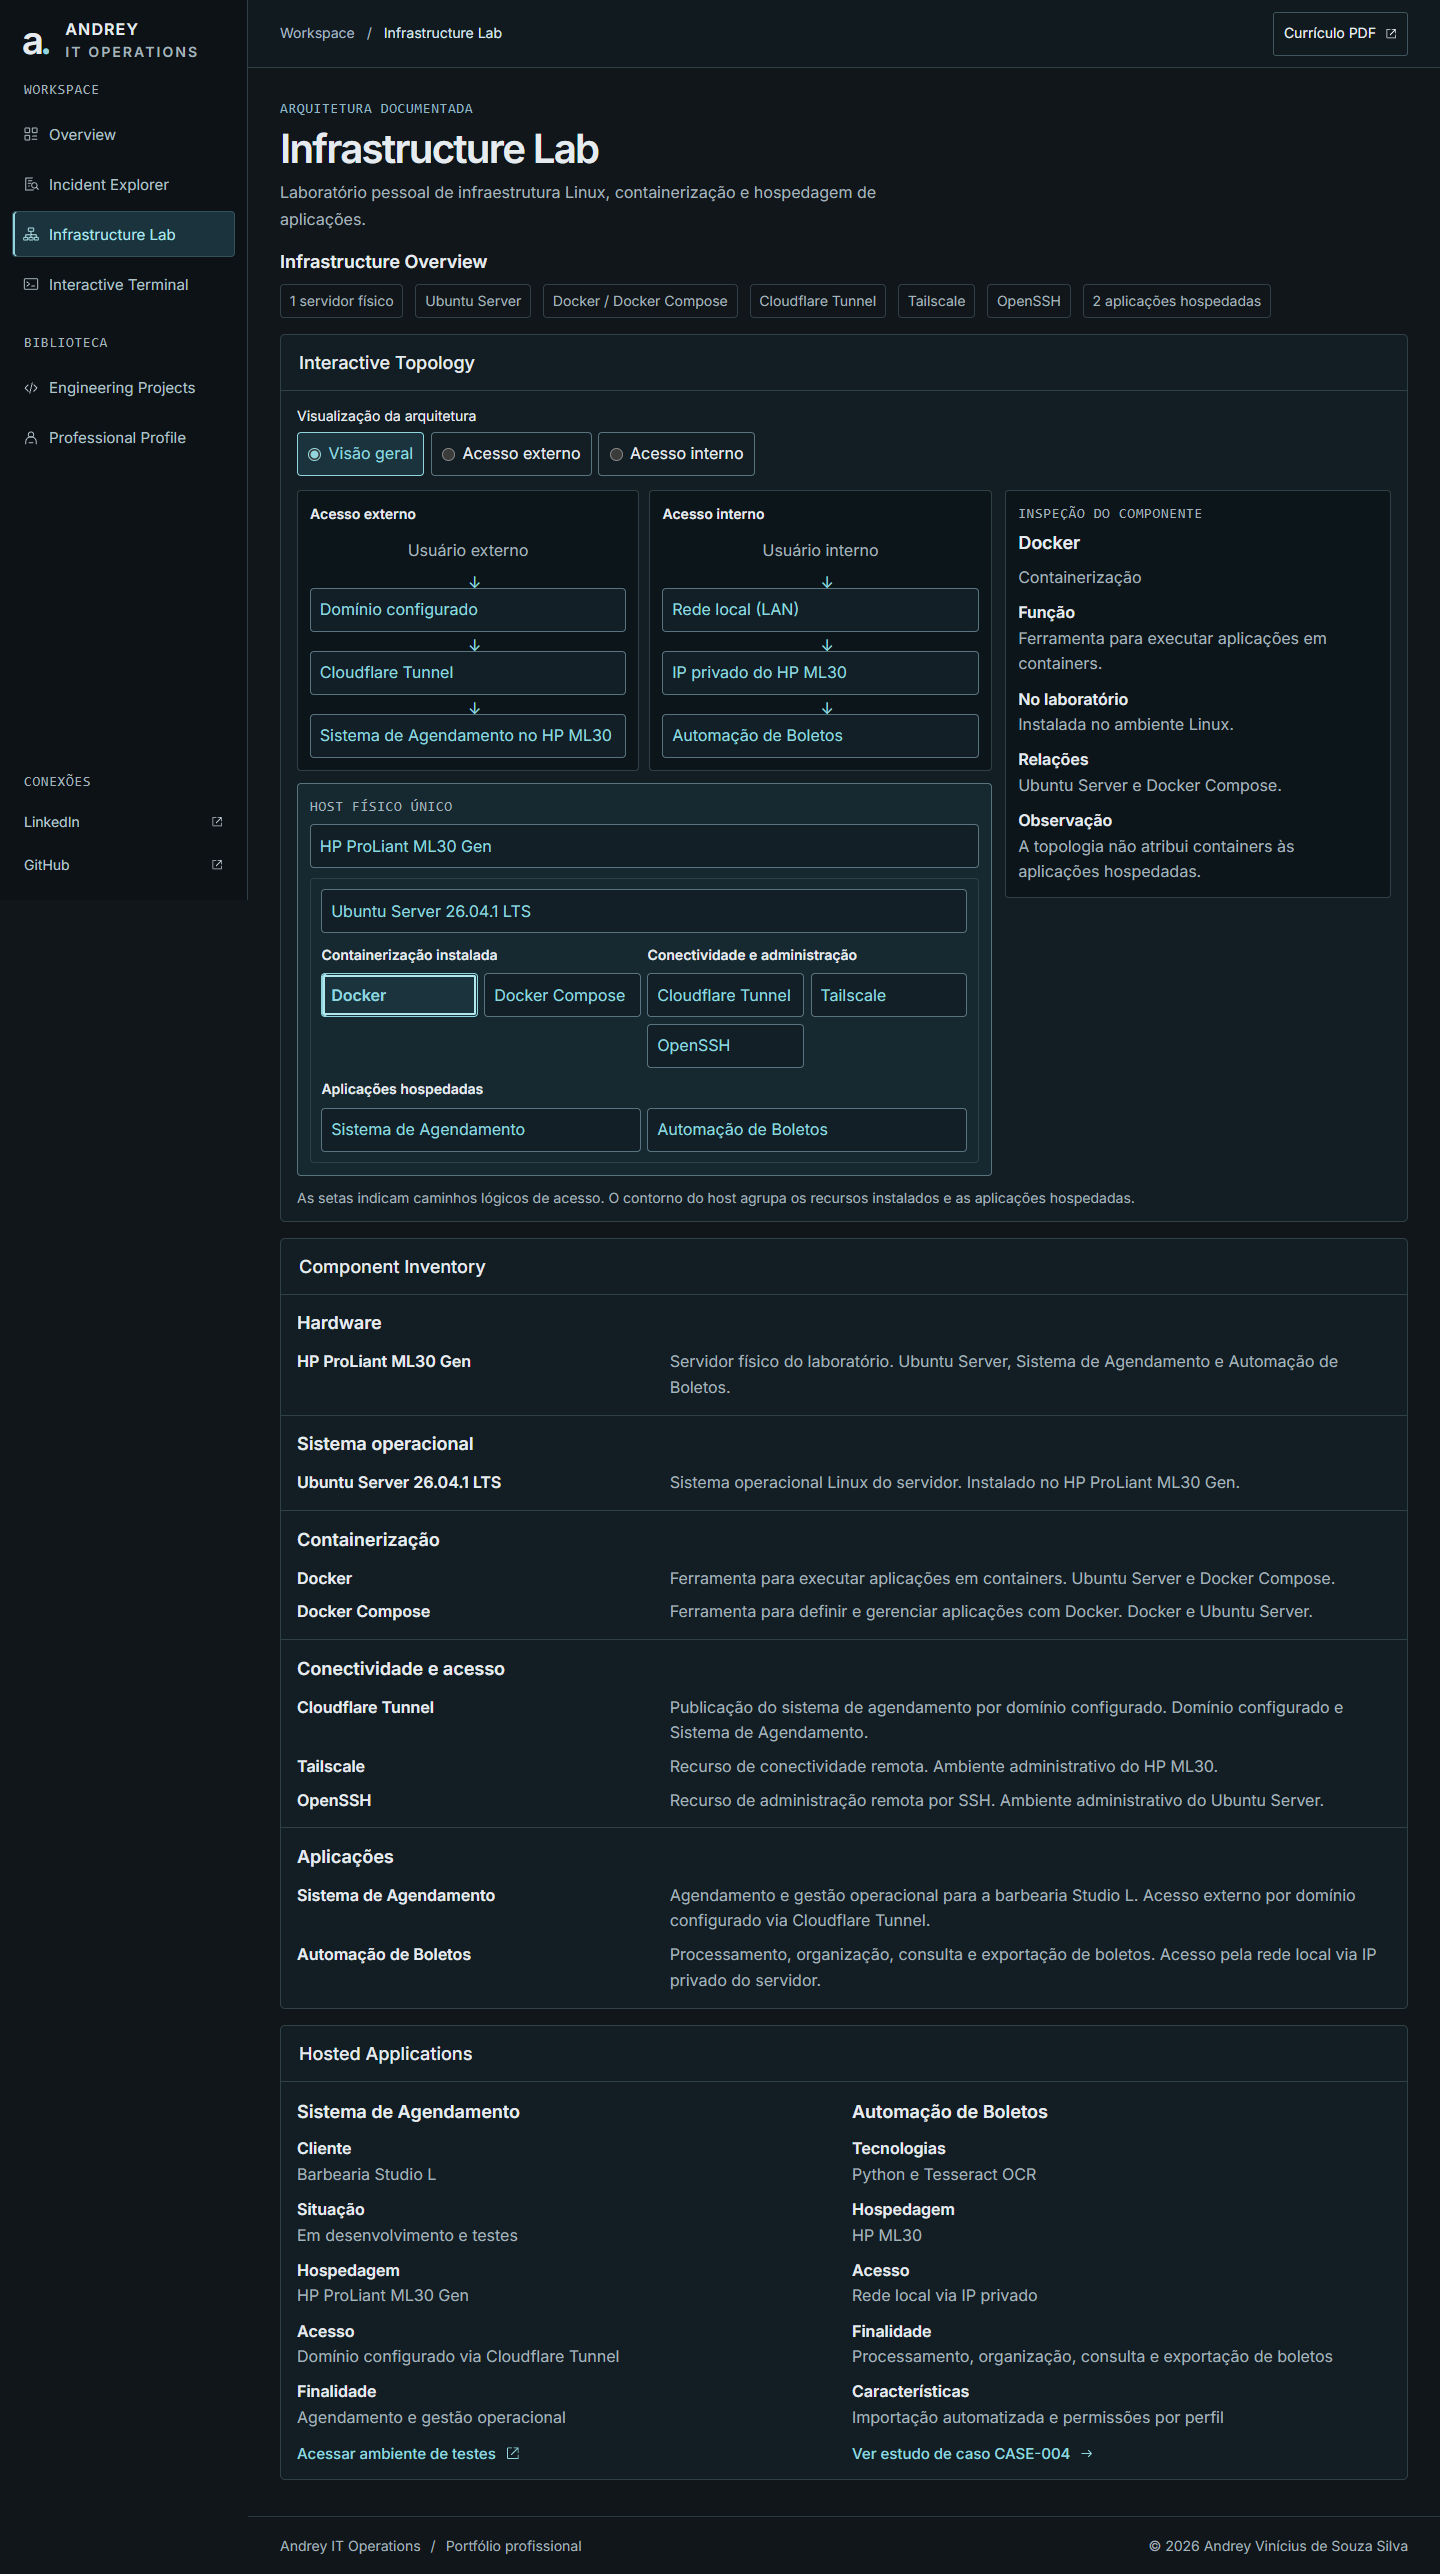 a.
ANDREY
IT OPERATIONS
WORKSPACE
Overview
Incident Explorer
Infrastructure Lab
Interactive Terminal
BIBLIOTECA
Engineering Projects
Professional Profile
CONEXÕES
LinkedIn
GitHub
Workspace / Infrastructure Lab
Currículo PDF
ARQUITETURA DOCUMENTADA
Infrastructure Lab
Laboratório pessoal de infraestrutura Linux, containerização e hospedagem de
aplicações.
Infrastructure Overview
1 servidor físico
Ubuntu Server
Docker / Docker Compose
Cloudflare Tunnel
Tailscale
OpenSSH
2 aplicações hospedadas
Interactive Topology
Visualização da arquitetura
Visão geral
Acesso externo
Acesso interno
Acesso externo
Usuário externo
↓
Domínio configurado
↓
Cloudflare Tunnel
↓
Sistema de Agendamento no HP ML30
Acesso interno
Usuário interno
↓
Rede local (LAN)
↓
IP privado do HP ML30
↓
Automação de Boletos
HOST FÍSICO ÚNICO
HP ProLiant ML30 Gen
Ubuntu Server 26.04.1 LTS
Containerização instalada
Docker
Docker Compose
Conectividade e administração
Cloudflare Tunnel
Tailscale
OpenSSH
Aplicações hospedadas
Sistema de Agendamento
Automação de Boletos
INSPEÇÃO DO COMPONENTE
Docker
Containerização
Função
Ferramenta para executar aplicações em
containers.
No laboratório
Instalada no ambiente Linux.
Relações
Ubuntu Server e Docker Compose.
Observação
A topologia não atribui containers às
aplicações hospedadas.
As setas indicam caminhos lógicos de acesso. O contorno do host agrupa os recursos instalados e as aplicações hospedadas.
Component Inventory
Hardware
HP ProLiant ML30 Gen
Servidor físico do laboratório. Ubuntu Server, Sistema de Agendamento e Automação de
Boletos.
Sistema operacional
Ubuntu Server 26.04.1 LTS
Sistema operacional Linux do servidor. Instalado no HP ProLiant ML30 Gen.
Containerização
Docker
Ferramenta para executar aplicações em containers. Ubuntu Server e Docker Compose.
Docker Compose
Ferramenta para definir e gerenciar aplicações com Docker. Docker e Ubuntu Server.
Conectividade e acesso
Cloudflare Tunnel
Publicação do sistema de agendamento por domínio configurado. Domínio configurado e
Sistema de Agendamento.
Tailscale
Recurso de conectividade remota. Ambiente administrativo do HP ML30.
OpenSSH
Recurso de administração remota por SSH. Ambiente administrativo do Ubuntu Server.
Aplicações
Sistema de Agendamento
Agendamento e gestão operacional para a barbearia Studio L. Acesso externo por domínio
configurado via Cloudflare Tunnel.
Automação de Boletos
Processamento, organização, consulta e exportação de boletos. Acesso pela rede local via IP
privado do servidor.
Hosted Applications
Sistema de Agendamento
Cliente
Barbearia Studio L
Situação
Em desenvolvimento e testes
Hospedagem
HP ProLiant ML30 Gen
Acesso
Domínio configurado via Cloudflare Tunnel
Finalidade
Agendamento e gestão operacional
Acessar ambiente de testes
Automação de Boletos
Tecnologias
Python e Tesseract OCR
Hospedagem
HP ML30
Acesso
Rede local via IP privado
Finalidade
Processamento, organização, consulta e exportação de boletos
Características
Importação automatizada e permissões por perfil
Ver estudo de caso CASE-004 →
Andrey IT Operations / Portfólio profissional
© 2026 Andrey Vinícius de Souza Silva